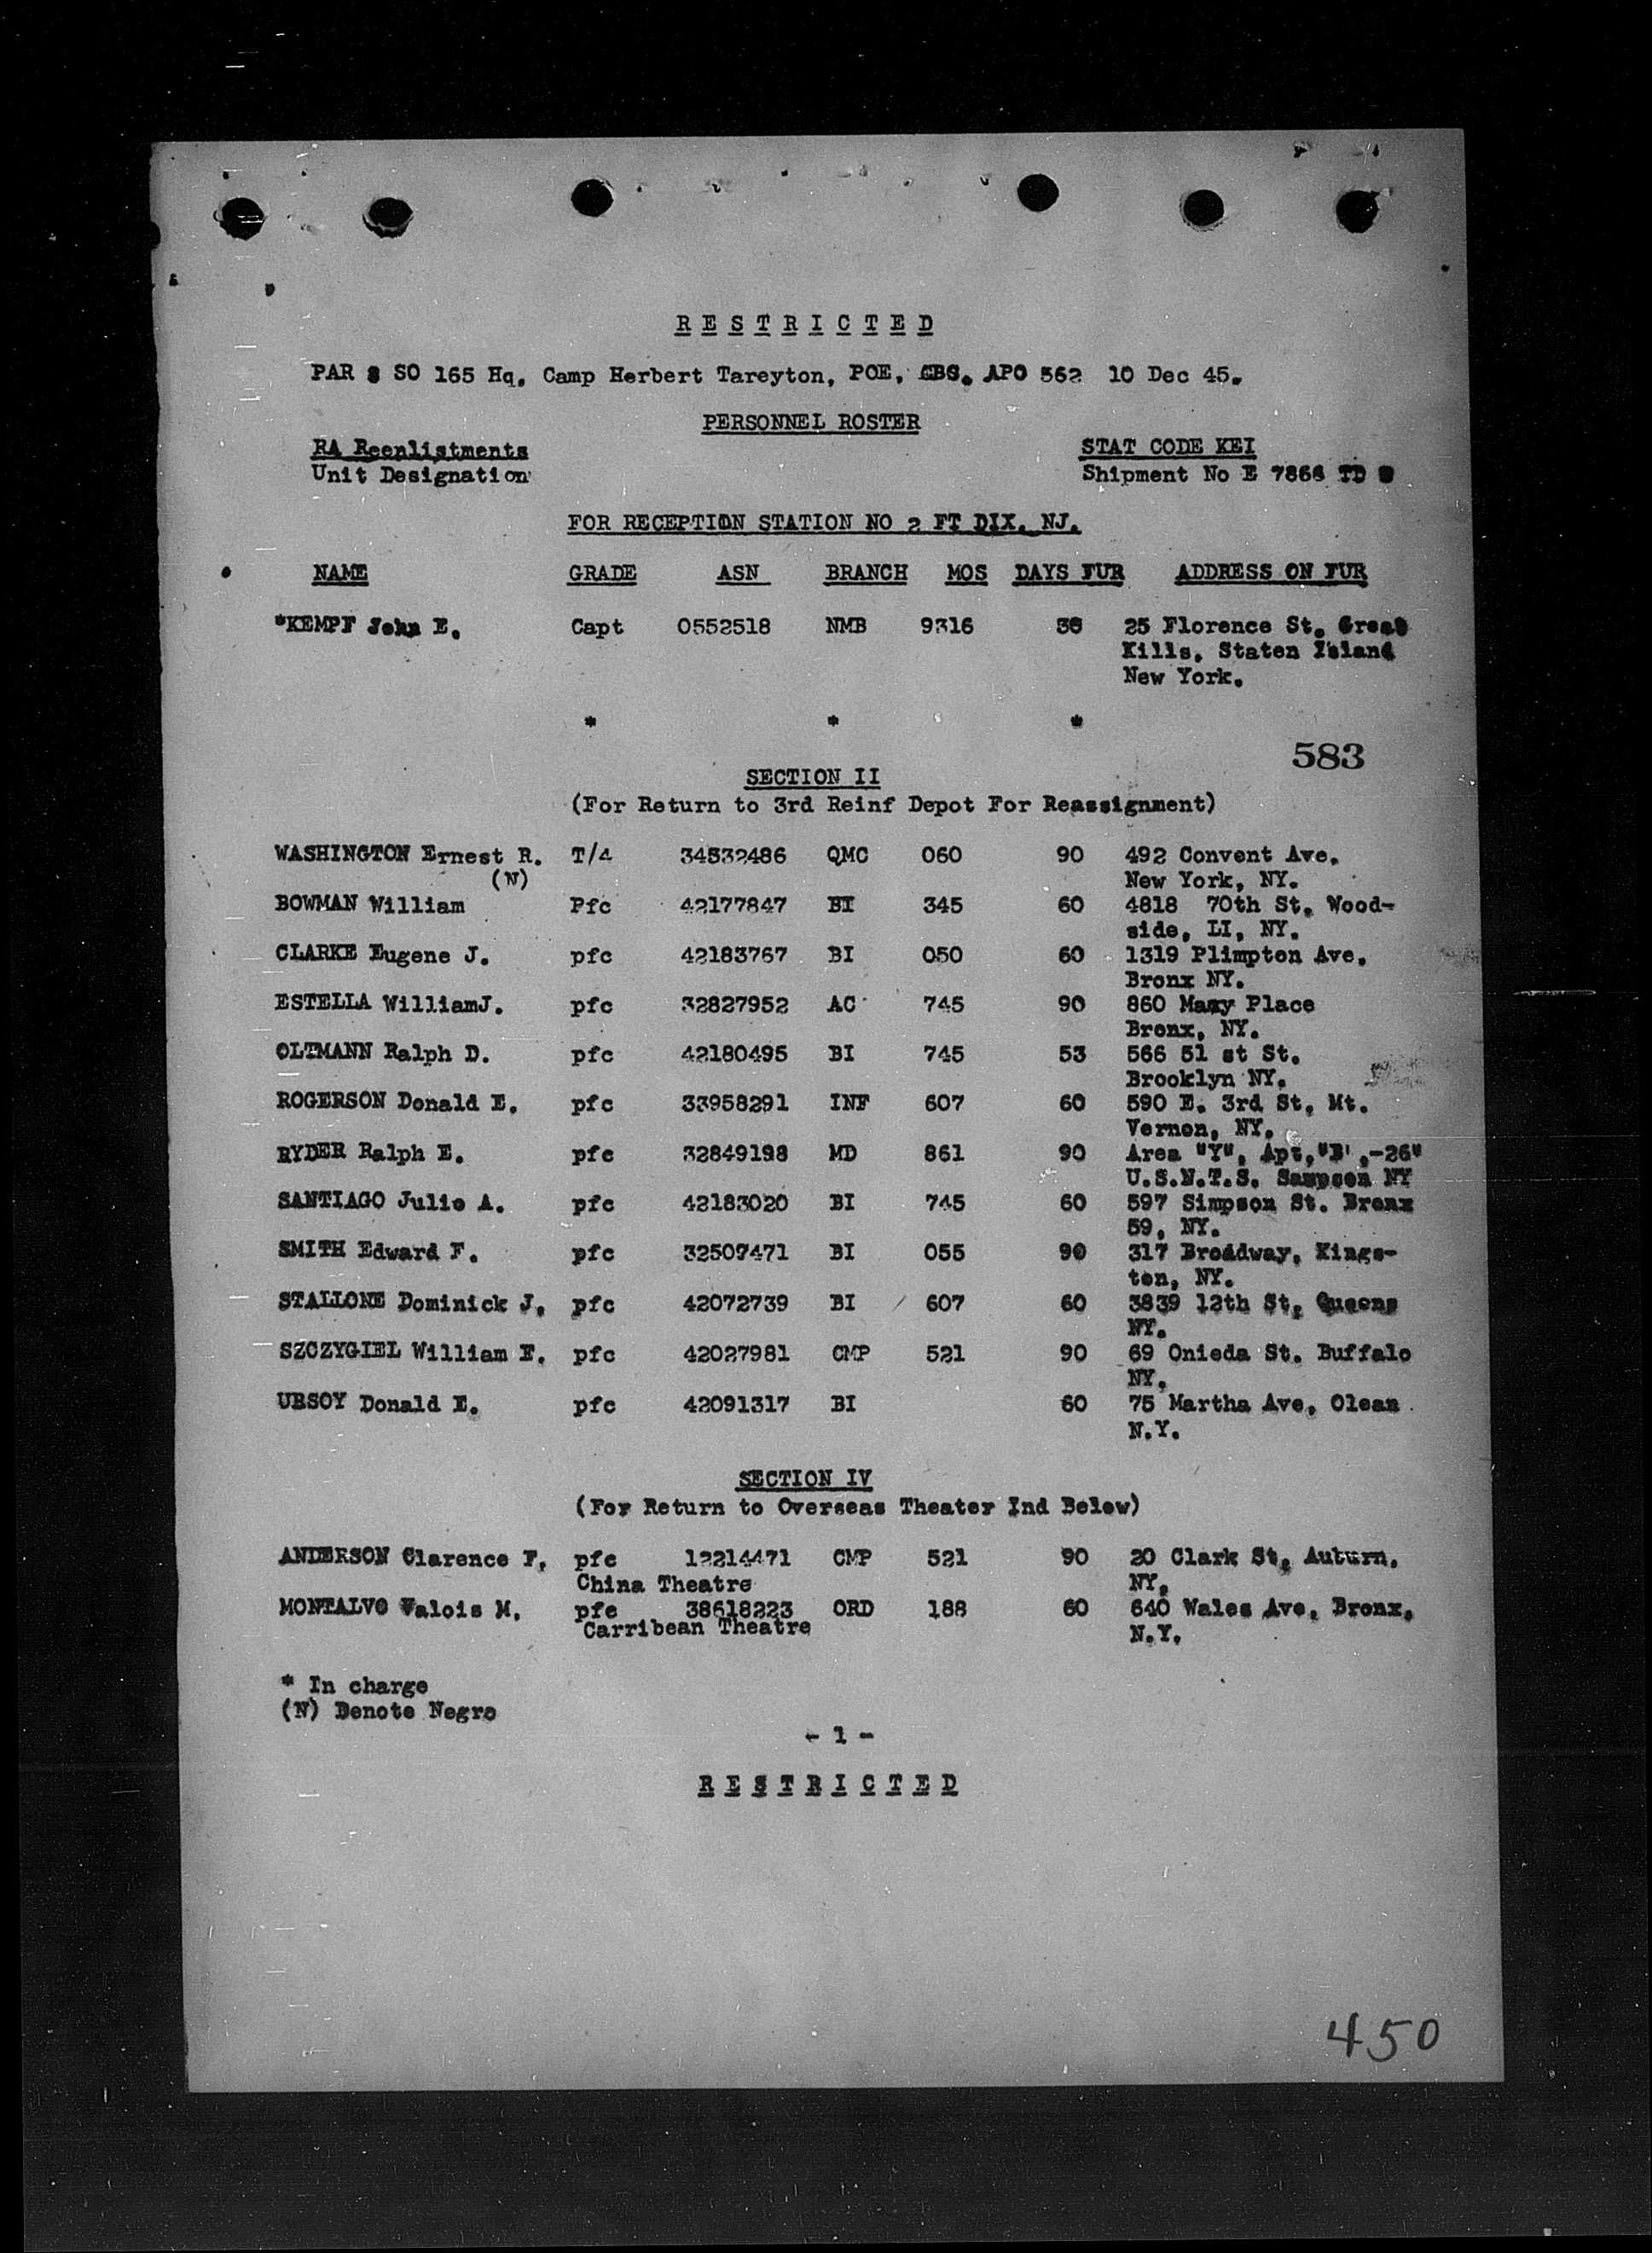 R E S T R I C T E D
PAR 8 SO 165 Hq, Camp Herbert Tareyton, POE, CBS. APO 562 10 Dec 45.
PERSONNEL ROSTER
RA Reenlistments STAT CODE KEI
Unit Designation Shipment No E 7866 TD
FOR RECEPTION STATION NO 2 FT DIX, NJ.
NAME GRADE ASN BRANCH MOS DAYS FUR ADDRESS ON FUR
*KEMPF John E. Capt 0552518 NMB 9316 25 Florence St. Great
Kills, Staten Island
New York.
* * *
583
SECTION II
(For Return to 3rd Reinf Depot For Reassignment)
WASHINGTON Ernest R. T/4 34532486 QMC 060 90 492 Convent Ave.
(N) New York, NY.
BOWMAN William Pfc 42177847 BI 345 60 4818 70th St. Wood-
side, LI, NY.
CLARKE Eugene J. pfc 42183767 BI 050 60 1319 Plimpton Ave.
Bronx NY.
ESTELLA WilliamJ. pfc 32827952 AC 745 90 860 Place
Bronx, NY.
OLTMANN Ralph D. pfc 42180495 BI 745 53 566 51 st St.
Brooklyn NY.
ROGERSON Donald E. pfc 33958291 INF 607 60 590 E. 3rd St, Mt.
Vernon, NY.
RYDER Ralph E. pfc 32849198 MD 861 90 Area "Y", Apt,"B',-26"
U.S.N.T.S. Sampson NY
SANTIAGO Julio A. pfc 42183020 BI 745 60 597 Simpson St. Bronx
59, NY.
SMITH Edward F. pfc 32507471 BI 055 90 317 Broadway, Kings-
ton, NY.
STALLONE Dominick J. pfc 42072739 BI 607 60 3839 12th St, Queens
NY.
SZCZYGIEL William F. pfc 42027981 CMP 521 90 69 Onieda St. Buffalo
NY.
URSOY Donald E. pfc 42091317 BI 60 75 Martha Ave, Olean
N.Y.
SECTION IV
(For Return to Overseas Theater Ind Below)
ANDERSON Clarence F. pfc 12214471 CMP 521 90 20 Clark St, Auburn.
China Theatre NY.
MONTALVO Valois M. pfc 38618223 ORD 188 60 640 Wales Ave, Bronx,
Carribean Theatre N.Y.
* In charge
(N) Denote Negro
- 1 -
R E S T R I C T E D
450